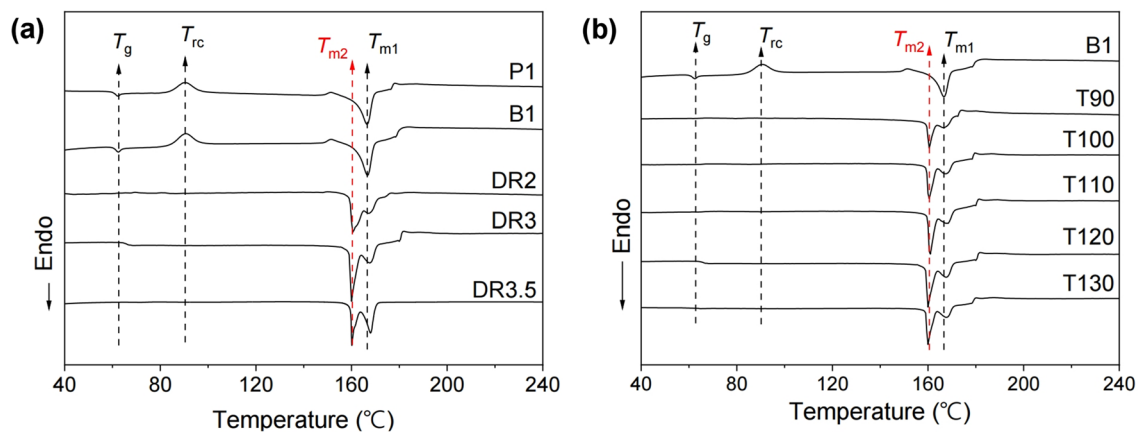 (a)
Tg
Trc
Tm2
Tm1
P1
B1
DR2
DR3
DR3.5
Endo
40 80 120 160 200 240
Temperature (℃)
(b)
Tg
Trc
Tm2
Tm1
B1
T90
T100
T110
T120
T130
Endo
40 80 120 160 200 240
Temperature (℃)